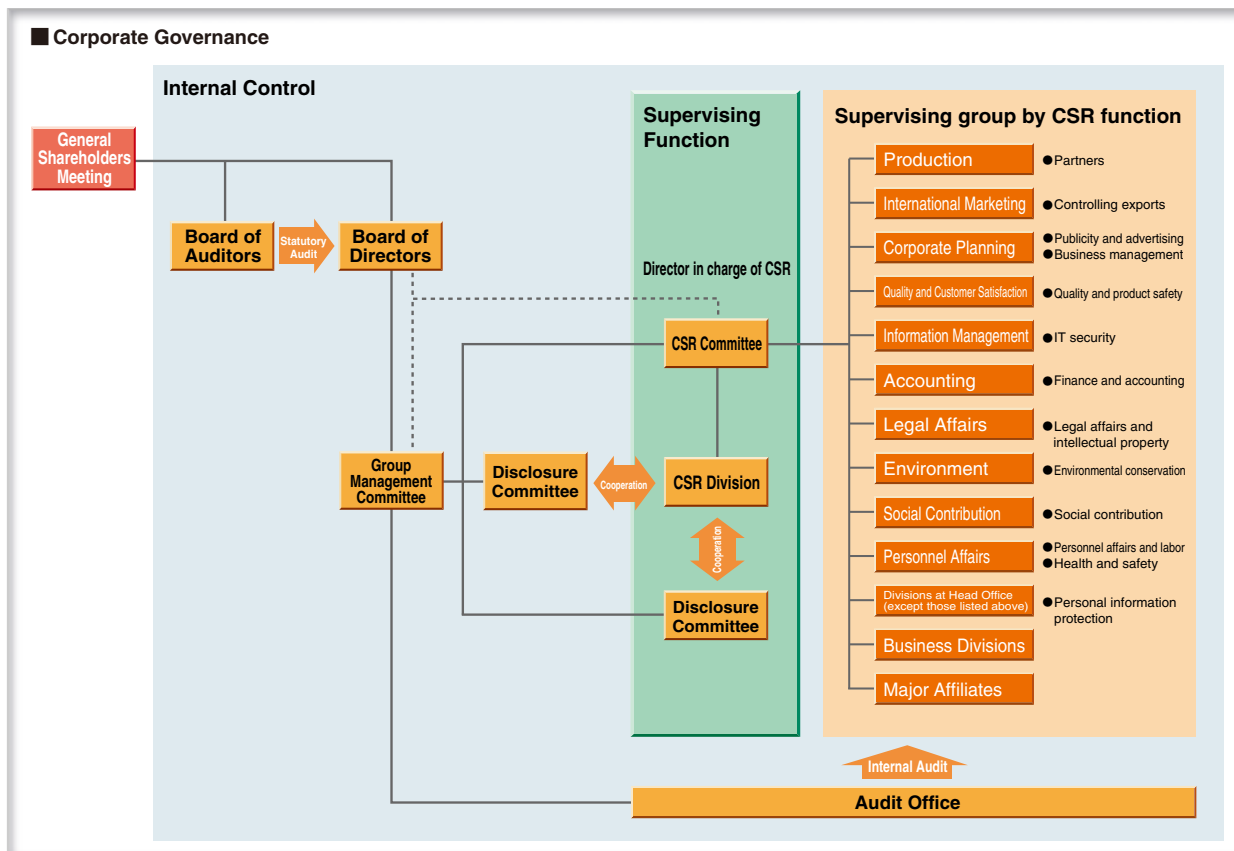 ■ Corporate Governance
Internal Control
General
Shareholders
Meeting
Board of
Auditors
Statutory
Audit
Board of
Directors
Group
Management
Committee
Disclosure
Committee
Cooperation
Supervising
Function
Director in charge of CSR
CSR Committee
CSR Division
Cooperation
Disclosure
Committee
Supervising group by CSR function
Production
●Partners
International Marketing
●Controlling exports
Corporate Planning
●Publicity and advertising
●Business management
Quality and Customer Satisfaction
●Quality and product safety
Information Management
●IT security
Accounting
●Finance and accounting
Legal Affairs
●Legal affairs and
intellectual property
Environment
●Environmental conservation
Social Contribution
●Social contribution
Personnel Affairs
●Personnel affairs and labor
●Health and safety
Divisions at Head Office
(except those listed above)
●Personal information
protection
Business Divisions
Major Affiliates
Internal Audit
Audit Office